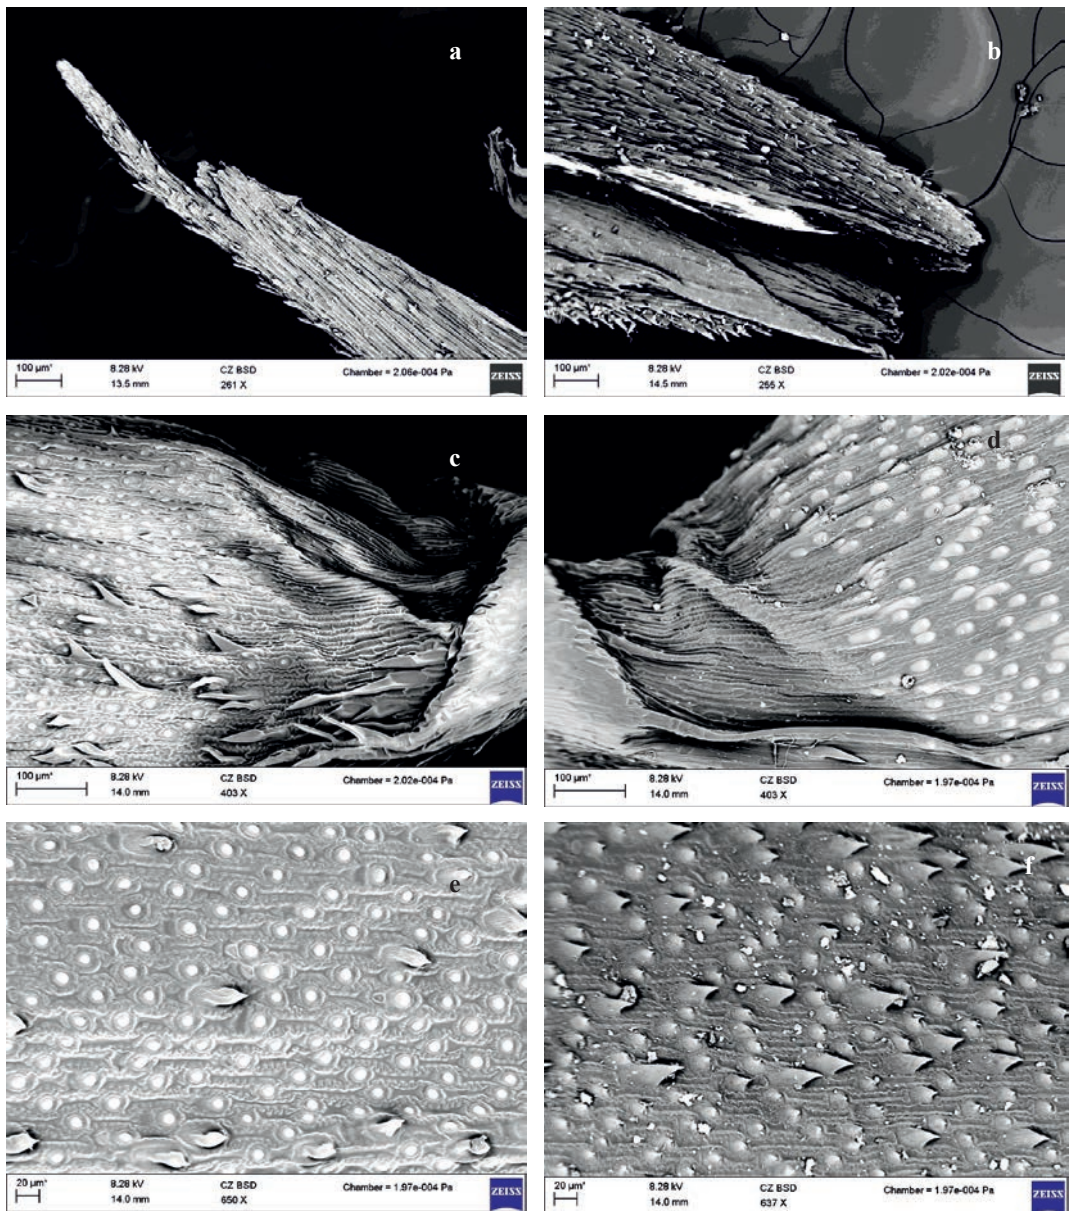 a
100 µm* 8.28 kV CZ BSD Chamber = 2.06e-004 Pa ZEISS
13.5 mm 261 X
b
100 µm* 8.28 kV CZ BSD Chamber = 2.02e-004 Pa ZEISS
14.5 mm 255 X
c
100 µm* 8.28 kV CZ BSD Chamber = 2.02e-004 Pa ZEISS
14.0 mm 403 X
d
100 µm* 8.28 kV CZ BSD Chamber = 1.97e-004 Pa ZEISS
14.0 mm 403 X
e
20 µm* 8.28 kV CZ BSD Chamber = 1.97e-004 Pa ZEISS
14.0 mm 650 X
f
20 µm* 8.28 kV CZ BSD Chamber = 1.97e-004 Pa ZEISS
14.0 mm 637 X